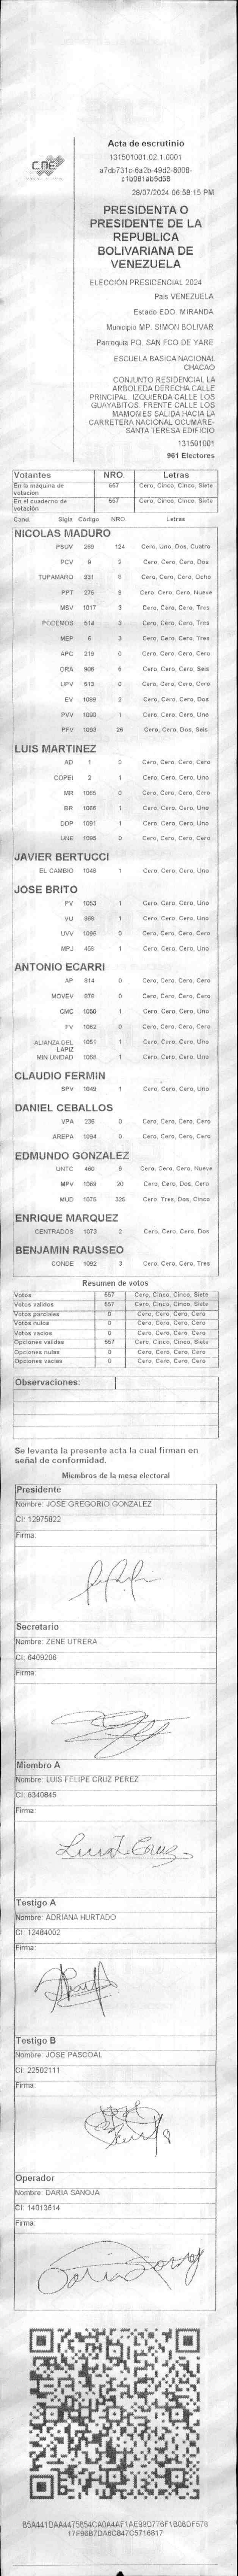 Acta de escrutinio
CNE
131501001.02.1.0001
a7db731c-6a2b-49d2-8008-
c1b081ab5d58
28/07/2024 06:58:15 PM
PRESIDENTA O
PRESIDENTE DE LA
REPUBLICA
BOLIVARIANA DE
VENEZUELA
ELECCIÓN PRESIDENCIAL 2024
País VENEZUELA
Estado EDO. MIRANDA
Municipio MP. SIMON BOLIVAR
Parroquia PQ. SAN FCO DE YARE
ESCUELA BASICA NACIONAL
CHACAO
CONJUNTO RESIDENCIAL LA
ARBOLEDA DERECHA CALLE
PRINCIPAL. IZQUIERDA CALLE LOS
GUAYABITOS. FRENTE CALLE LOS
MAMONES SALIDA HACIA LA
CARRETERA NACIONAL OCUMARE-
SANTA TERESA EDIFICIO
131501001
961 Electores
Votantes NRO. Letras
En la máquina de votación 557 Cero, Cinco, Cinco, Siete
En el cuaderno de votación 557 Cero, Cinco, Cinco, Siete
Cand. Sigla Código NRO. Letras
NICOLAS MADURO
PSUV 269 124 Cero, Uno, Dos, Cuatro
PCV 9 2 Cero, Cero, Cero, Dos
TUPAMARO 831 8 Cero, Cero, Cero, Ocho
PPT 276 9 Cero, Cero, Cero, Nueve
MSV 1017 3 Cero, Cero, Cero, Tres
PODEMOS 514 3 Cero, Cero, Cero, Tres
MEP 6 3 Cero, Cero, Cero, Tres
APC 219 0 Cero, Cero, Cero, Cero
ORA 906 6 Cero, Cero, Cero, Seis
UPV 513 0 Cero, Cero, Cero, Cero
EV 1099 2 Cero, Cero, Cero, Dos
PVV 1090 1 Cero, Cero, Cero, Uno
PFV 1093 26 Cero, Cero, Dos, Seis
LUIS MARTINEZ
AD 1 0 Cero, Cero, Cero, Cero
COPEI 2 1 Cero, Cero, Cero, Uno
MR 1065 0 Cero, Cero, Cero, Cero
BR 1066 1 Cero, Cero, Cero, Uno
DDP 1091 1 Cero, Cero, Cero, Uno
UNE 1095 0 Cero, Cero, Cero, Cero
JAVIER BERTUCCI
EL CAMBIO 1048 1 Cero, Cero, Cero, Uno
JOSE BRITO
PV 1053 1 Cero, Cero, Cero, Uno
VU 989 1 Cero, Cero, Cero, Uno
UVV 1098 0 Cero, Cero, Cero, Cero
MPJ 458 1 Cero, Cero, Cero, Uno
ANTONIO ECARRI
AP 814 0 Cero, Cero, Cero, Cero
MOVEV 978 0 Cero, Cero, Cero, Cero
CMC 1050 1 Cero, Cero, Cero, Uno
FV 1062 0 Cero, Cero, Cero, Cero
ALIANZA DEL LAPIZ 1051 1 Cero, Cero, Cero, Uno
MIN UNIDAD 1068 1 Cero, Cero, Cero, Uno
CLAUDIO FERMIN
SPV 1049 1 Cero, Cero, Cero, Uno
DANIEL CEBALLOS
VPA 236 0 Cero, Cero, Cero, Cero
AREPA 1094 0 Cero, Cero, Cero, Cero
EDMUNDO GONZALEZ
UNTC 460 9 Cero, Cero, Cero, Nueve
MPV 1069 20 Cero, Cero, Dos, Cero
MUD 1076 325 Cero, Tres, Dos, Cinco
ENRIQUE MARQUEZ
CENTRADOS 1073 2 Cero, Cero, Cero, Dos
BENJAMIN RAUSSEO
CONDE 1092 3 Cero, Cero, Cero, Tres
Resumen de votos
Votos 557 Cero, Cinco, Cinco, Siete
Votos validos 557 Cero, Cinco, Cinco, Siete
Votos parciales 0 Cero, Cero, Cero, Cero
Votos nulos 0 Cero, Cero, Cero, Cero
Votos vacios 0 Cero, Cero, Cero, Cero
Opciones validas 557 Cero, Cinco, Cinco, Siete
Opciones nulas 0 Cero, Cero, Cero, Cero
Opciones vacias 0 Cero, Cero, Cero, Cero
Observaciones:
Se levanta la presente acta la cual firman en
señal de conformidad.
Miembros de la mesa electoral
Presidente
Nombre: JOSE GREGORIO GONZALEZ
CI: 12975822
Firma:
Secretario
Nombre: ZENE UTRERA
CI: 6409206
Firma:
Miembro A
Nombre: LUIS FELIPE CRUZ PEREZ
CI: 6340845
Firma:
Luis F. Cruz
Testigo A
Nombre: ADRIANA HURTADO
CI: 12484002
Firma:
Testigo B
Nombre: JOSE PASCOAL
CI: 22502111
Firma:
Operador
Nombre: DARIA SANOJA
CI: 14013614
Firma:
B5A441DAA4475854CA0A4AF1AE99D776F1B08DF576
17F96B7DA6C847C5716817